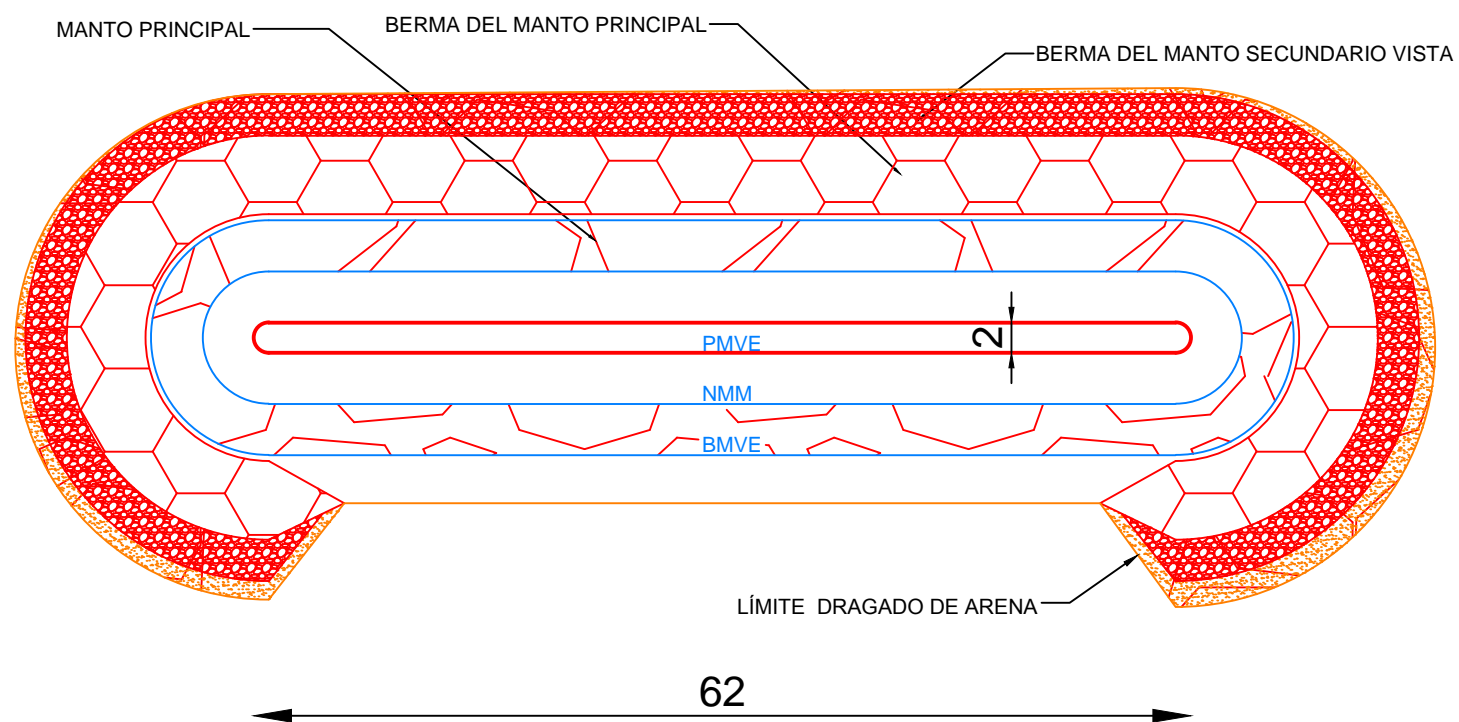 MANTO PRINCIPAL
BERMA DEL MANTO PRINCIPAL
BERMA DEL MANTO SECUNDARIO VISTA
2
PMVE
NMM
BMVE
LÍMITE DRAGADO DE ARENA
62